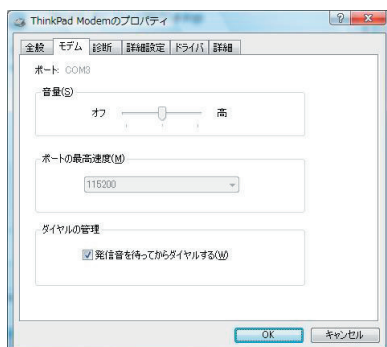 ThinkPad Modemのプロパティ
全般 モデム 診断 詳細設定 ドライバ 詳細
ポート: COM3
音量(S)
オフ 高
ポートの最高速度(M)
115200
ダイヤルの管理
発信音を待ってからダイヤルする(W)
OK キャンセル